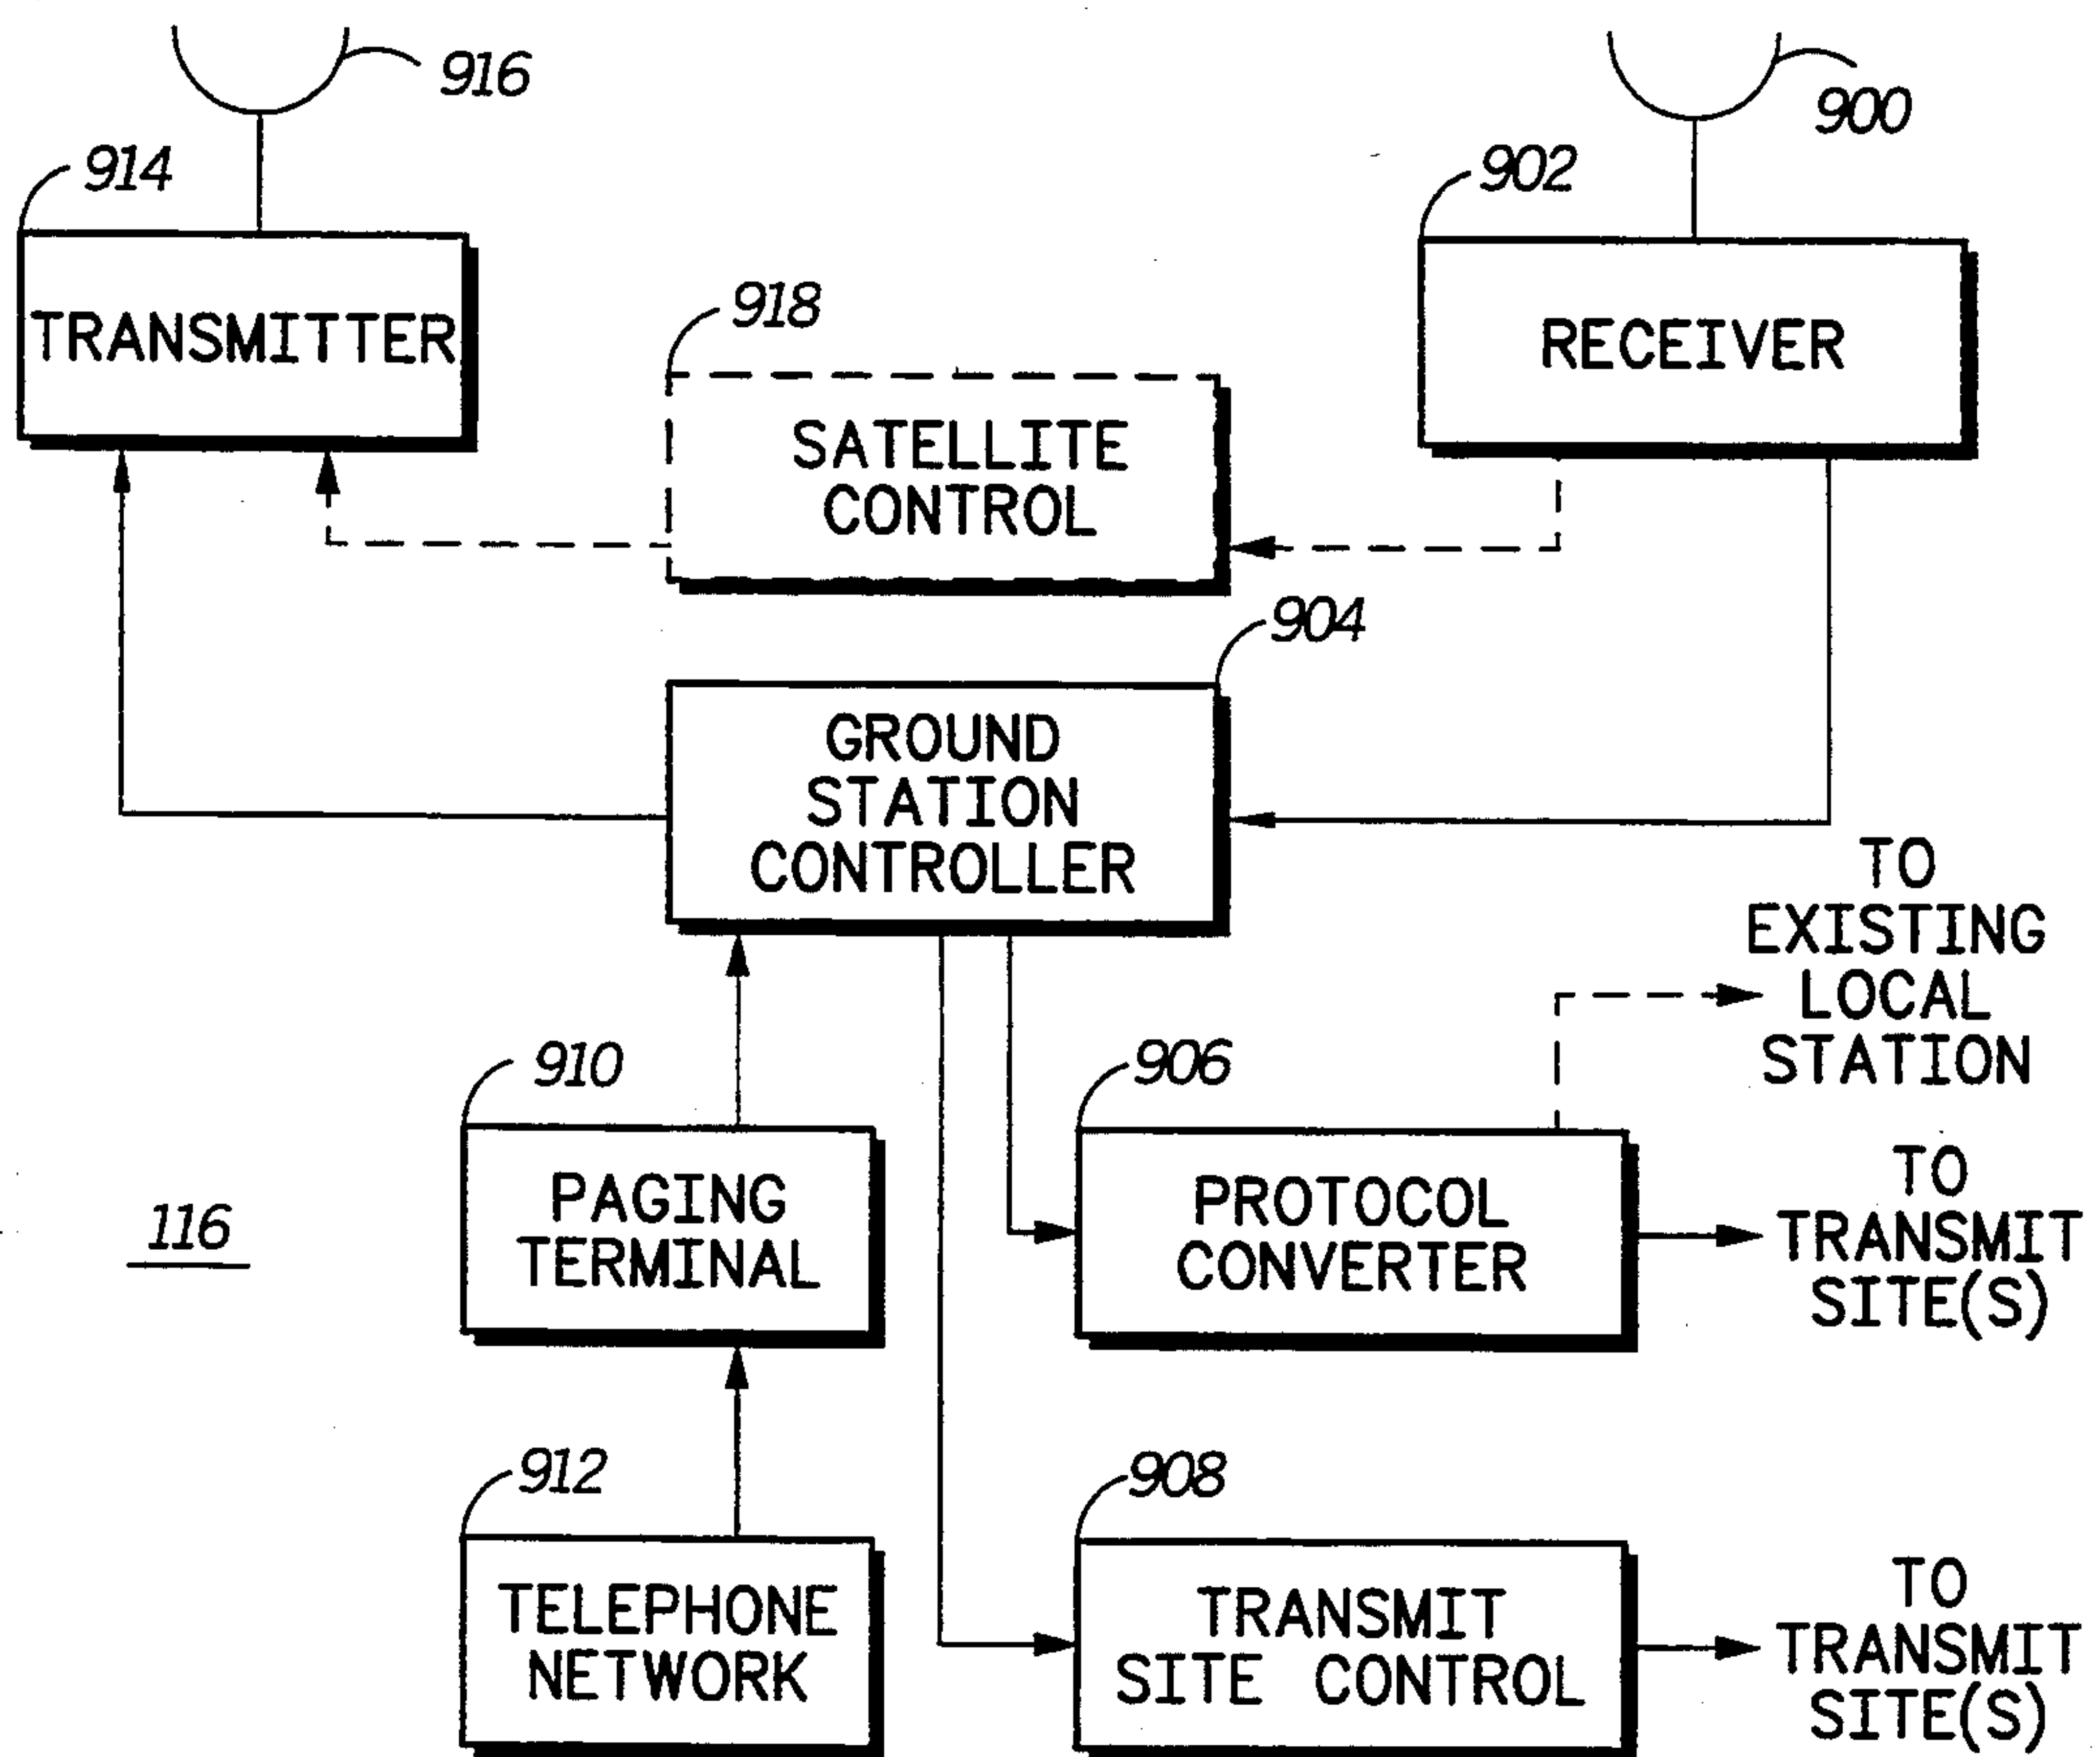 916
900
914
902
TRANSMITTER
918
RECEIVER
SATELLITE
CONTROL
904
GROUND
STATION
CONTROLLER
TO
EXISTING
LOCAL
STATION
910
906
PAGING
TERMINAL
PROTOCOL
CONVERTER
TO
TRANSMIT
SITE(S)
116
912
908
TELEPHONE
NETWORK
TRANSMIT
SITE CONTROL
TO
TRANSMIT
SITE(S)